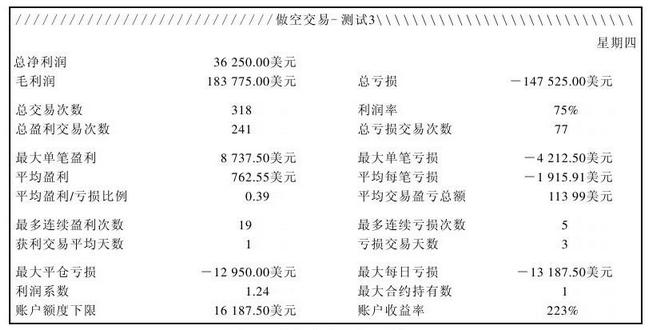 ////////////////////////////做空交易-测试3\\\\\\\\\\\\\\\\\\\\\\\\\\\\
星期四
总净利润 36 250.00美元
毛利润 183 775.00美元 总亏损 -147 525.00美元
总交易次数 318 利润率 75%
总盈利交易次数 241 总亏损交易次数 77
最大单笔盈利 8 737.50美元 最大单笔亏损 -4 212.50美元
平均盈利 762.55美元 平均每笔亏损 -1 915.91美元
平均盈利/亏损比例 0.39 平均交易盈亏总额 113 99美元
最多连续盈利次数 19 最多连续亏损次数 5
获利交易平均天数 1 亏损交易天数 3
最大平仓亏损 -12 950.00美元 最大每日亏损 -13 187.50美元
利润系数 1.24 最大合约持有数 1
账户额度下限 16 187.50美元 账户收益率 223%